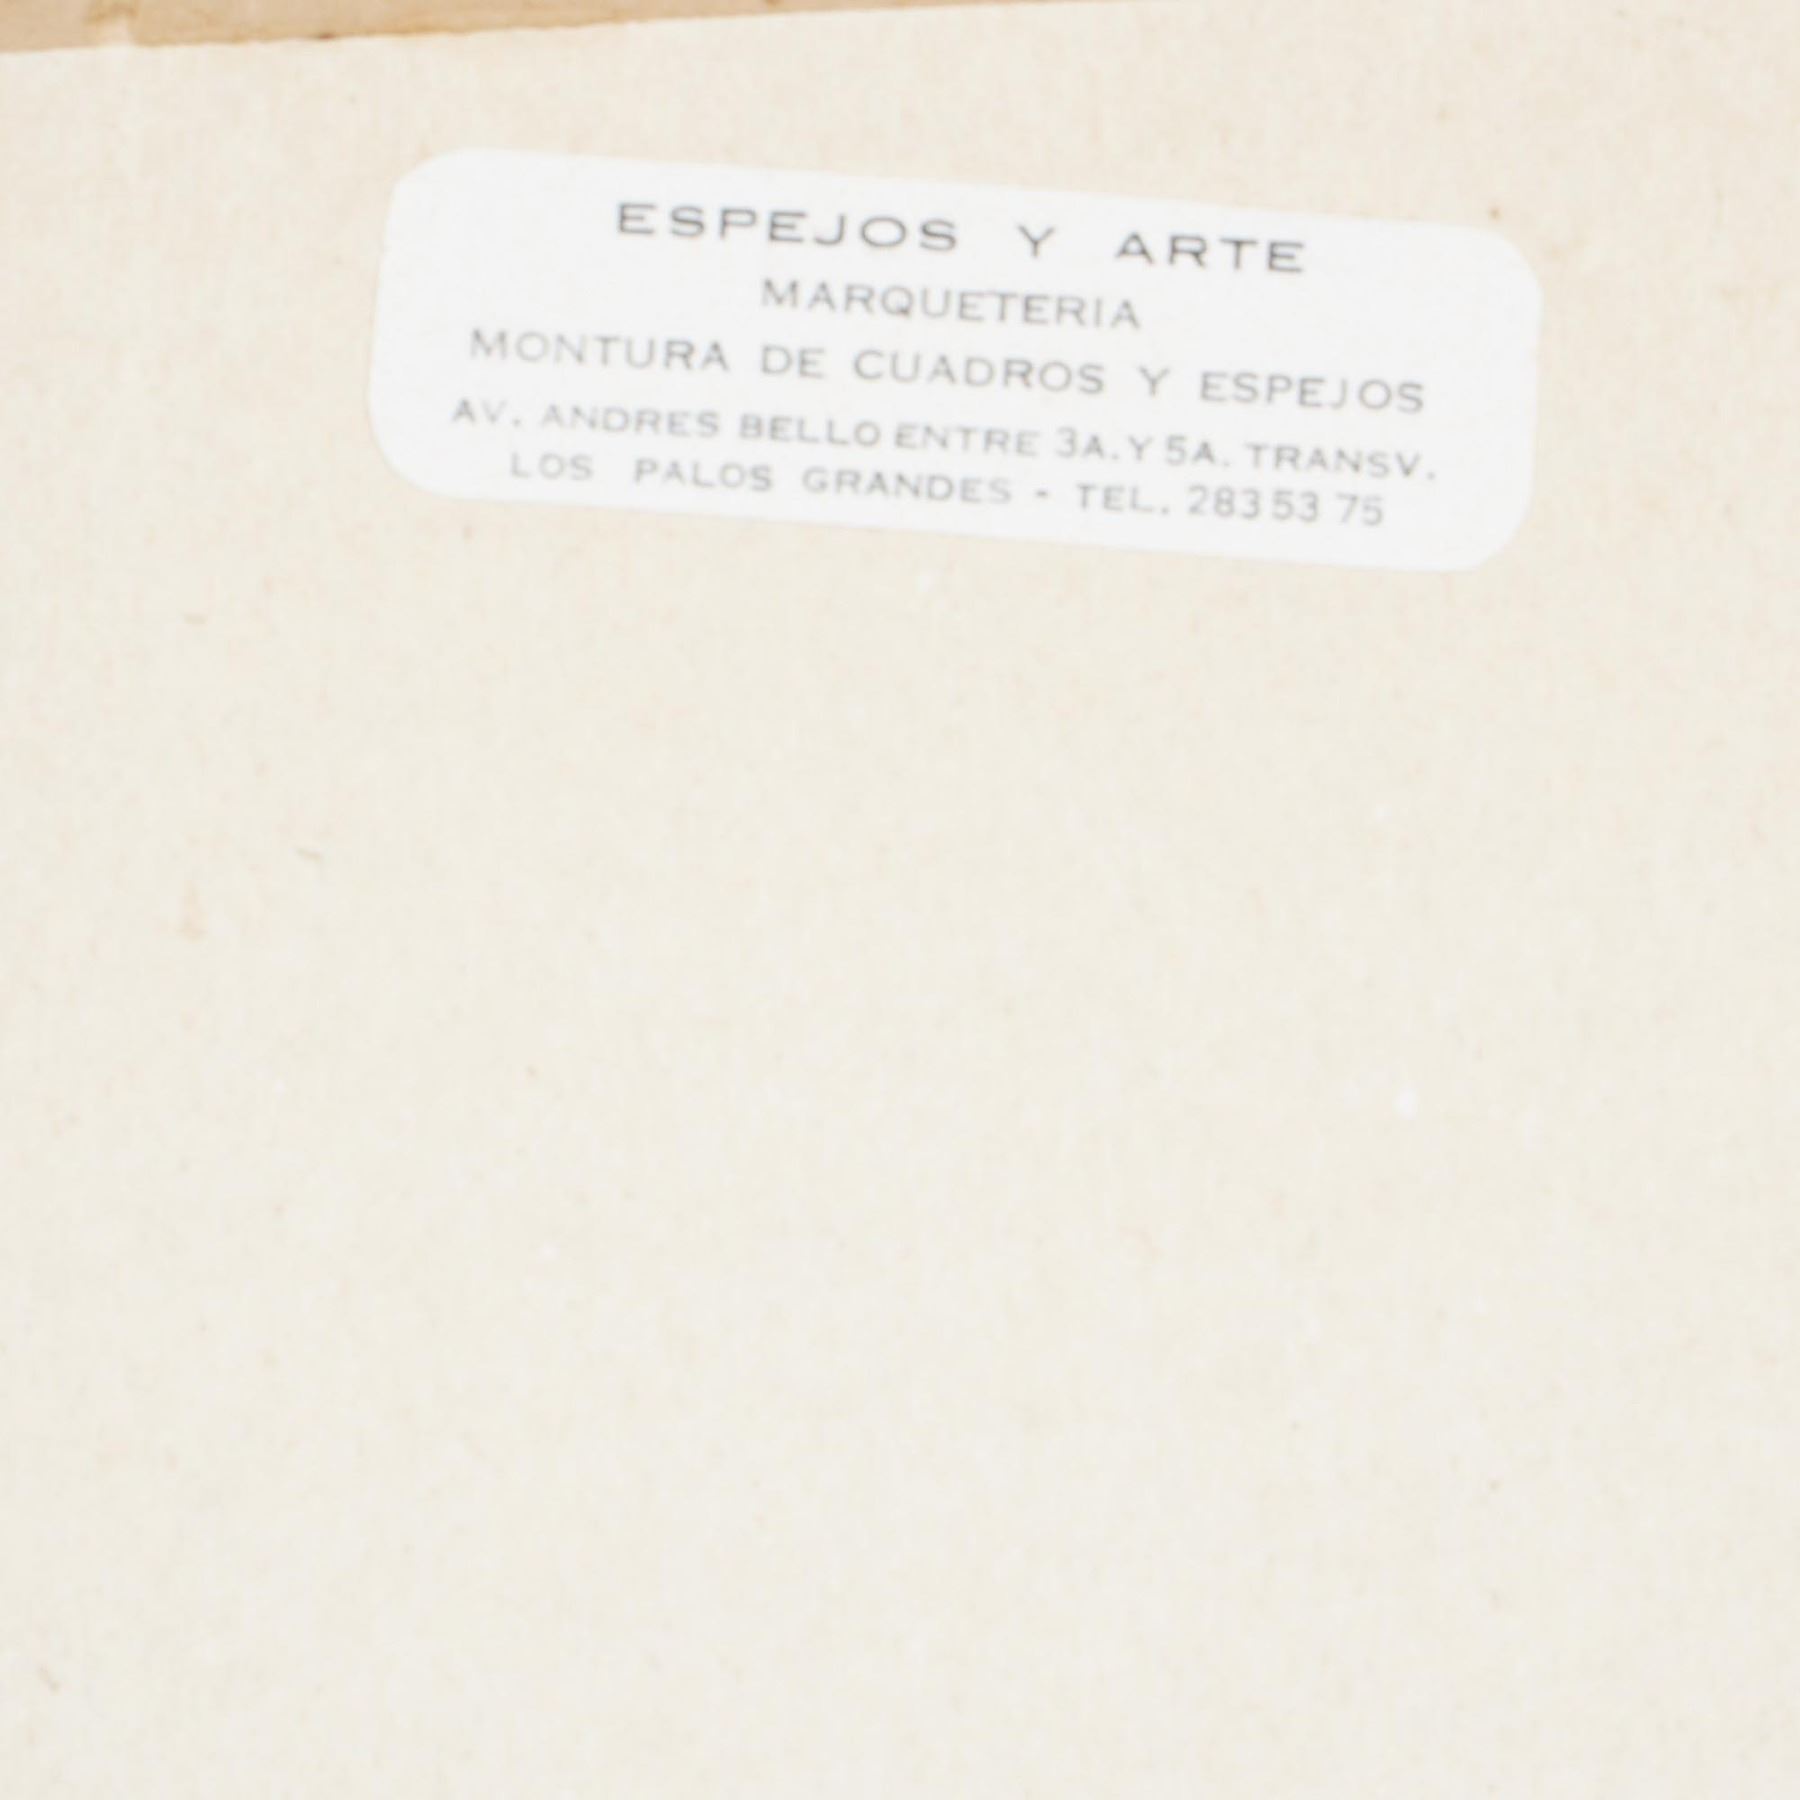 ESPEJOS Y ARTE
MARQUETERIA
MONTURA DE CUADROS Y ESPEJOS
AV. ANDRES BELLO ENTRE 3A. Y 5A. TRANSV.
LOS PALOS GRANDES - TEL. 283 53 75